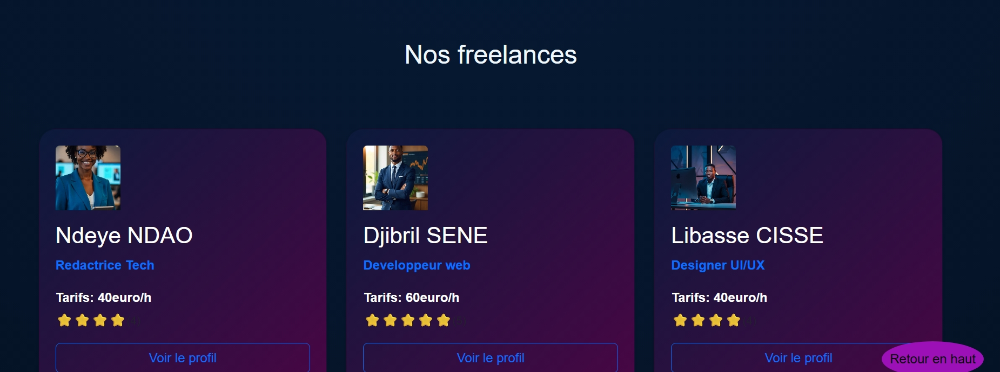 Nos freelances
Ndeye NDAO
Redactrice Tech
Tarifs: 40euro/h
(4)
Voir le profil
Djibril SENE
Developpeur web
Tarifs: 60euro/h
(5)
Voir le profil
Libasse CISSE
Designer UI/UX
Tarifs: 40euro/h
(4)
Voir le profil
Retour en haut